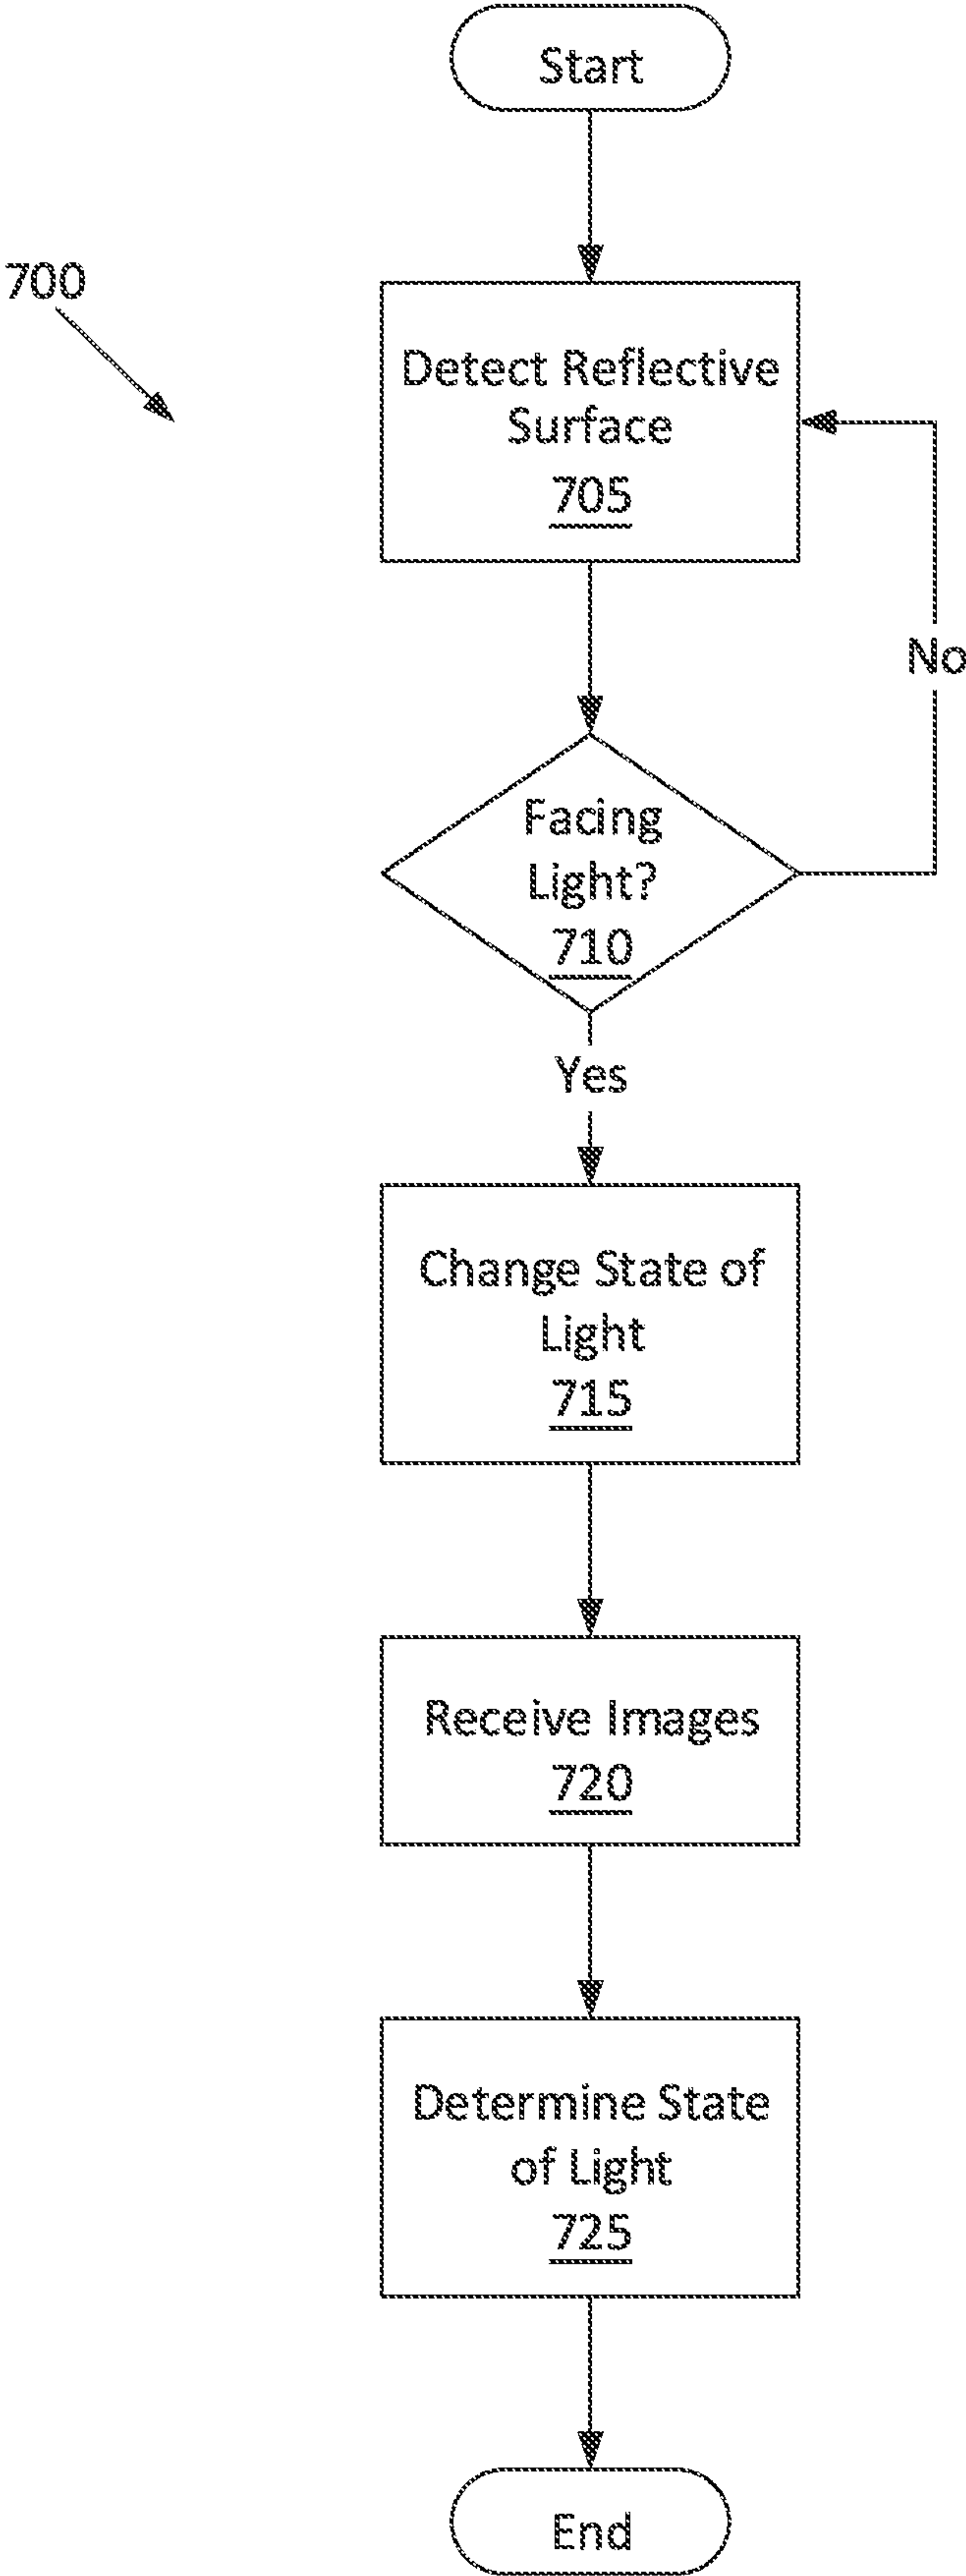 Start
700
Detect Reflective
Surface
705
No
Facing
Light?
710
Yes
Change State of
Light
715
Receive Images
720
Determine State
of Light
725
End